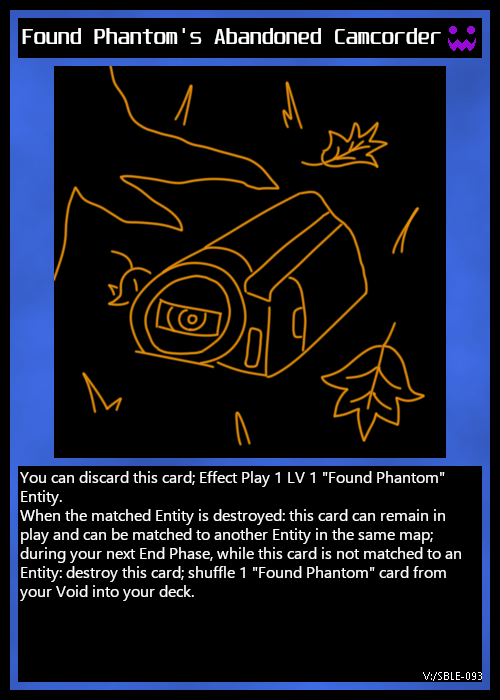 Found Phantom's Abandoned Camcorder
You can discard this card; Effect Play 1 LV 1 "Found Phantom"
Entity.
When the matched Entity is destroyed: this card can remain in
play and can be matched to another Entity in the same map;
during your next End Phase, while this card is not matched to an
Entity: destroy this card; shuffle 1 "Found Phantom" card from
your Void into your deck.
V:/SBLE-093